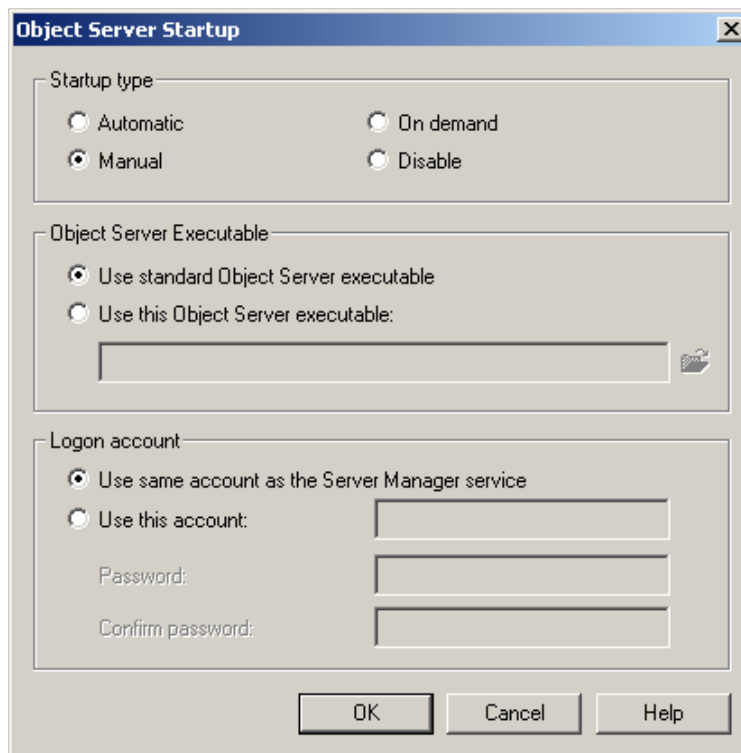 Object Server Startup
Startup type
Automatic
On demand
Manual
Disable
Object Server Executable
Use standard Object Server executable
Use this Object Server executable:
Logon account
Use same account as the Server Manager service
Use this account:
Password:
Confirm password:
OK
Cancel
Help